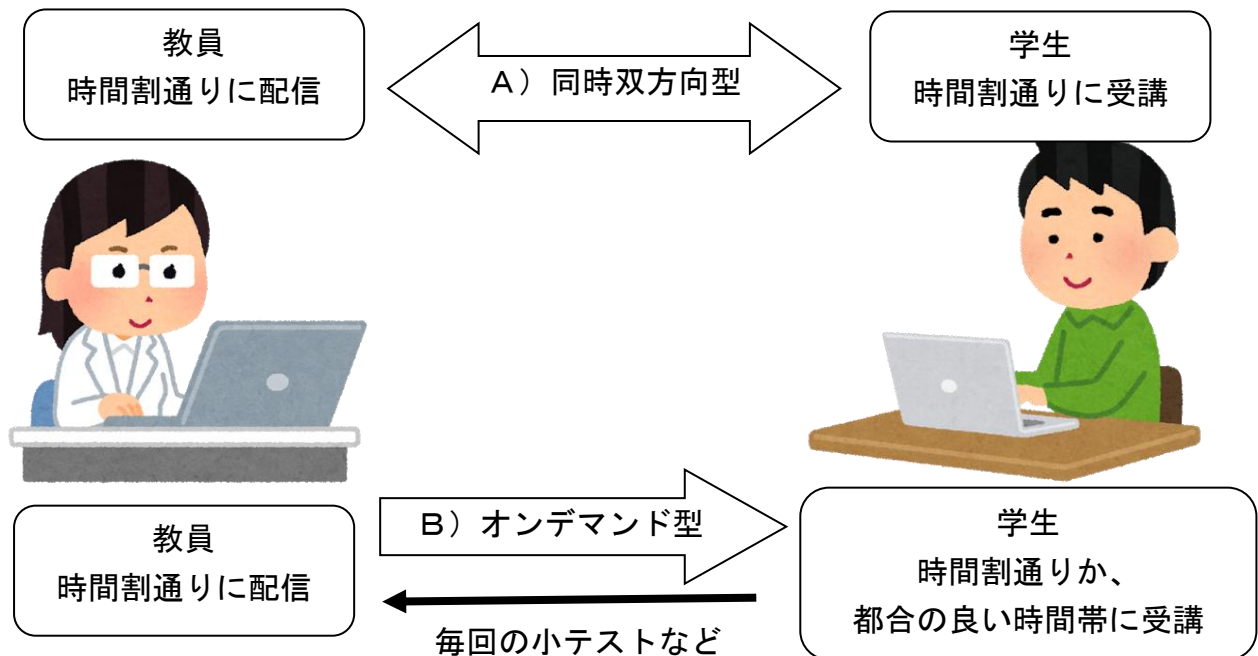 教員
時間割通りに配信
A）同時双方向型
学生
時間割通りに受講
教員
時間割通りに配信
B）オンデマンド型
毎回の小テストなど
学生
時間割通りか、
都合の良い時間帯に受講